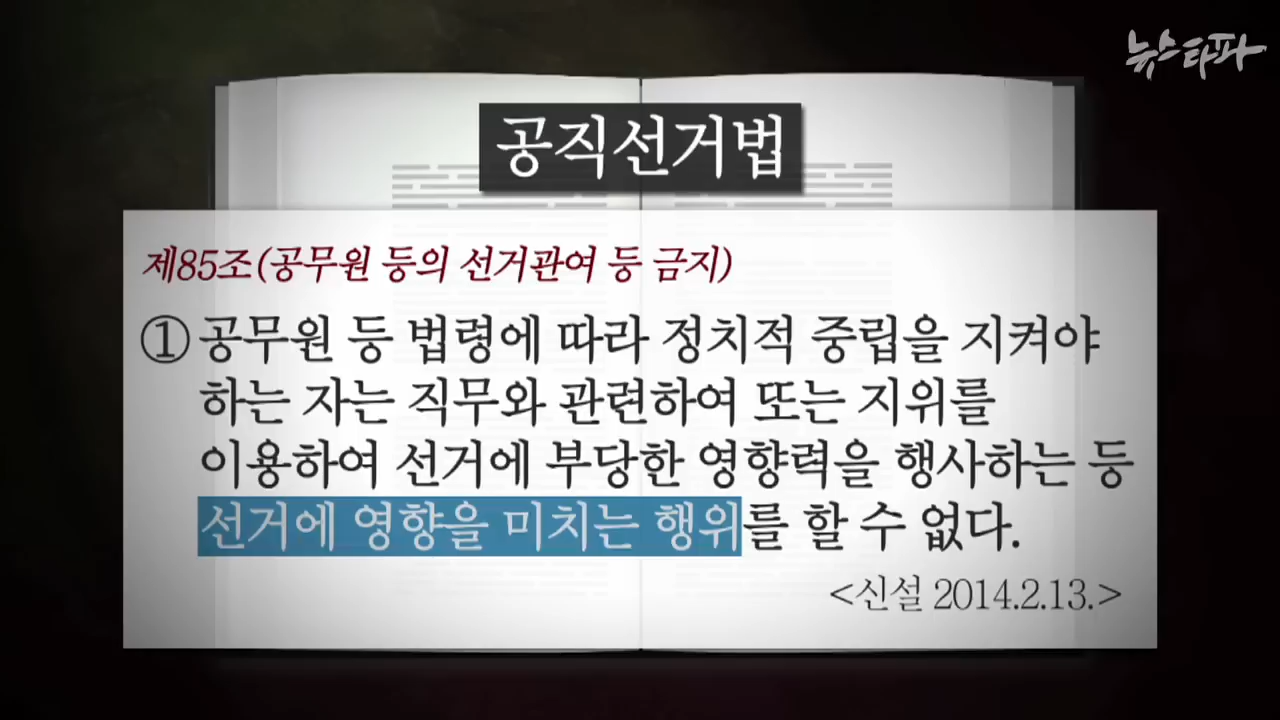 뉴스타파
공직선거법
제85조(공무원 등의 선거관여 등 금지)
① 공무원 등 법령에 따라 정치적 중립을 지켜야
하는 자는 직무와 관련하여 또는 지위를
이용하여 선거에 부당한 영향력을 행사하는 등
선거에 영향을 미치는 행위를 할 수 없다.
<신설 2014.2.13.>